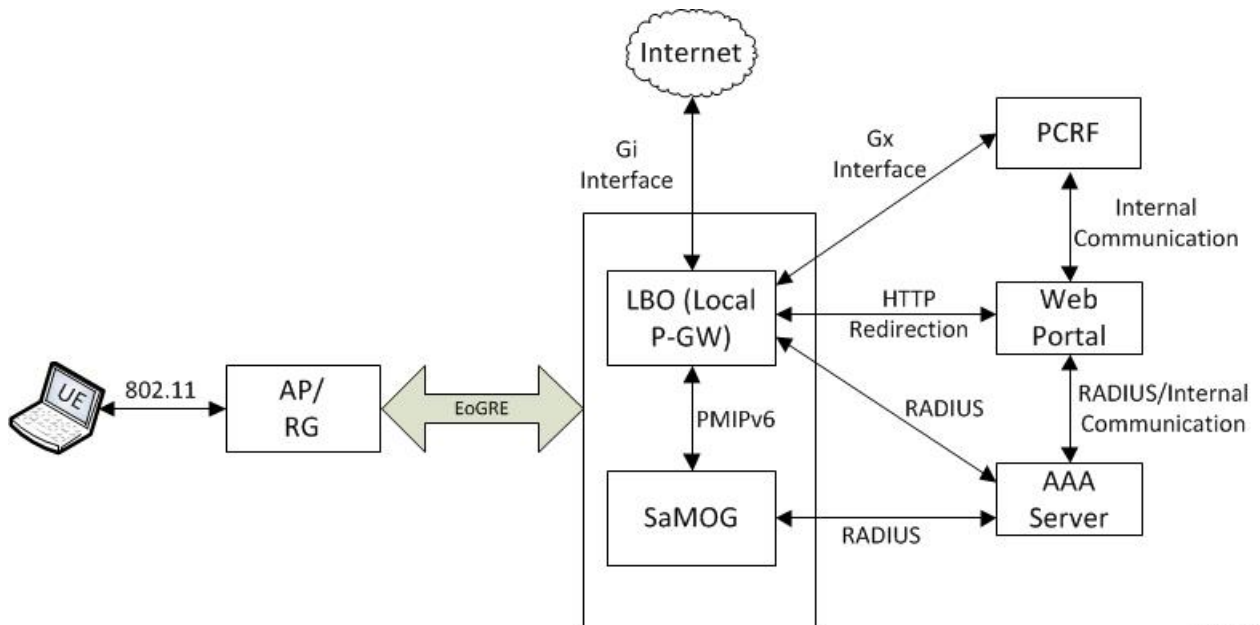 Internet
Gi
Interface
Gx
Interface
PCRF
Internal
Communication
LBO (Local
P-GW)
HTTP
Redirection
Web
Portal
UE
802.11
AP/
RG
EoGRE
PMIPv6
RADIUS
RADIUS/Internal
Communication
SaMOG
RADIUS
AAA
Server